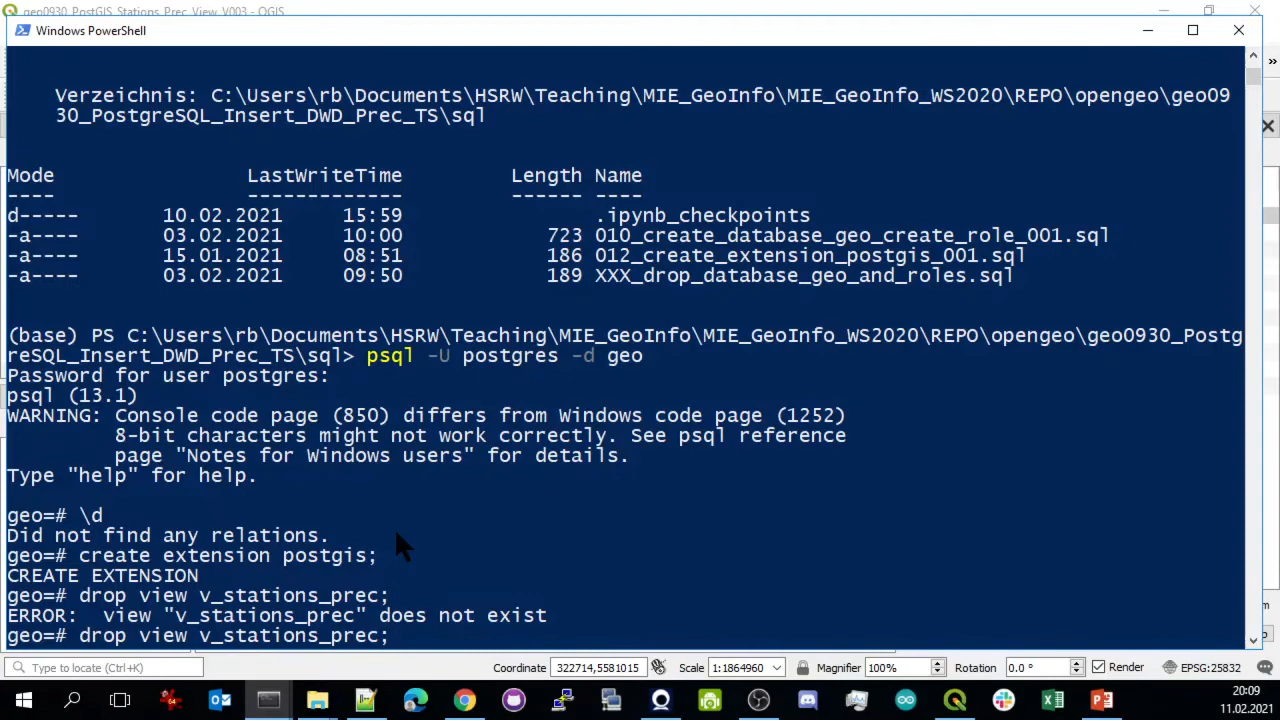 geo0930_PostGIS_Stations_Prec_View_V003 - QGIS
Windows PowerShell
Verzeichnis: C:\Users\rb\Documents\HSRW\Teaching\MIE_GeoInfo\MIE_GeoInfo_WS2020\REPO\opengeo\geo09
30_PostgreSQL_Insert_DWD_Prec_TS\sql
Mode LastWriteTime Length Name
---- ------------- ------ ----
d----- 10.02.2021 15:59 .ipynb_checkpoints
-a---- 03.02.2021 10:00 723 010_create_database_geo_create_role_001.sql
-a---- 15.01.2021 08:51 186 012_create_extension_postgis_001.sql
-a---- 03.02.2021 09:50 189 XXX_drop_database_geo_and_roles.sql
(base) PS C:\Users\rb\Documents\HSRW\Teaching\MIE_GeoInfo\MIE_GeoInfo_WS2020\REPO\opengeo\geo0930_Postg
reSQL_Insert_DWD_Prec_TS\sql> psql -U postgres -d geo
Password for user postgres:
psql (13.1)
WARNING: Console code page (850) differs from Windows code page (1252)
8-bit characters might not work correctly. See psql reference
page "Notes for Windows users" for details.
Type "help" for help.
geo=# \d
Did not find any relations.
geo=# create extension postgis;
CREATE EXTENSION
geo=# drop view v_stations_prec;
ERROR:  view "v_stations_prec" does not exist
geo=# drop view v_stations_prec;
Type to locate (Ctrl+K) Coordinate 322714,5581015 Scale 1:1864960 Magnifier 100% Rotation 0.0 ° Render EPSG:25832
64
20:09
11.02.2021